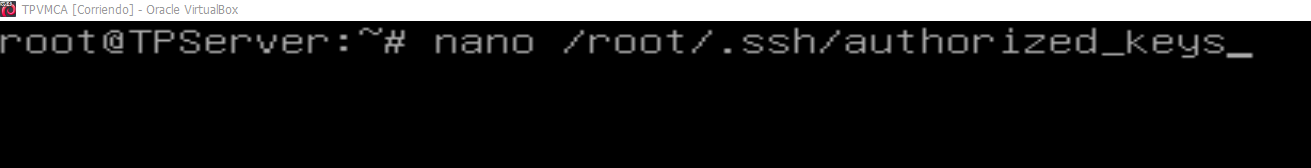 TPVMCA [Corriendo] - Oracle VirtualBox
root@TPServer:~# nano /root/.ssh/authorized_keys_